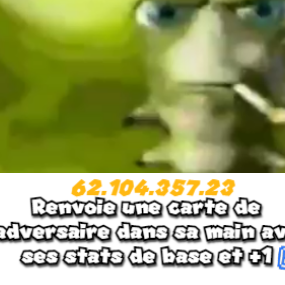 62.104.357.23
Renvoie une carte de
adversaire dans sa main av
ses stats de base et +1